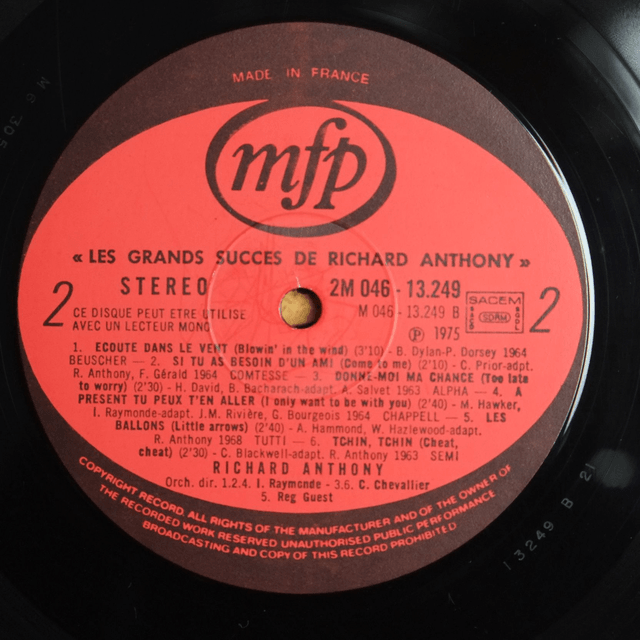 MADE IN FRANCE
mfp
« LES GRANDS SUCCES DE RICHARD ANTHONY »
STEREO 2M 046 - 13.249
2 CE DISQUE PEUT ETRE UTILISE M 046 - 13.249 B SACEM SDRM 2
AVEC UN LECTEUR MONO ℗ 1975
1. ECOUTE DANS LE VENT (Blowin' in the wind) (3'10) - B. Dylan-P. Dorsey 1964
BEUSCHER — 2. SI TU AS BESOIN D'UN AMI (Come to me) (2'10) - C. Prior-adpt.
R. Anthony, F. Gérald 1964 COMTESSE — 3. DONNE-MOI MA CHANCE (Too late
to worry) (2'30) - H. David, B. Bacharach-adapt. A. Salvet 1963 ALPHA — 4. A
PRESENT TU PEUX T'EN ALLER (I only want to be with you) (2'40) - M. Hawker,
I. Raymonde-adapt. J.M. Rivière, G. Bourgeois 1964 CHAPPELL — 5. LES
BALLONS (Little arrows) (2'40) - A. Hammond, W. Hazlewood-adapt.
R. Anthony 1968 TUTTI — 6. TCHIN, TCHIN (Cheat,
cheat) (2'30) - C. Blackwell-adapt. R. Anthony 1963 SEMI
RICHARD ANTHONY
Orch. dir. 1.2.4. I. Raymonde - 3.6. C. Chevallier
5. Reg Guest
COPYRIGHT RECORD ALL RIGHTS OF THE MANUFACTURER AND OF THE OWNER OF
THE RECORDED WORK RESERVED UNAUTHORISED PUBLIC PERFORMANCE
BROADCASTING AND COPY OF THIS RECORD PROHIBITED
13249 B 21